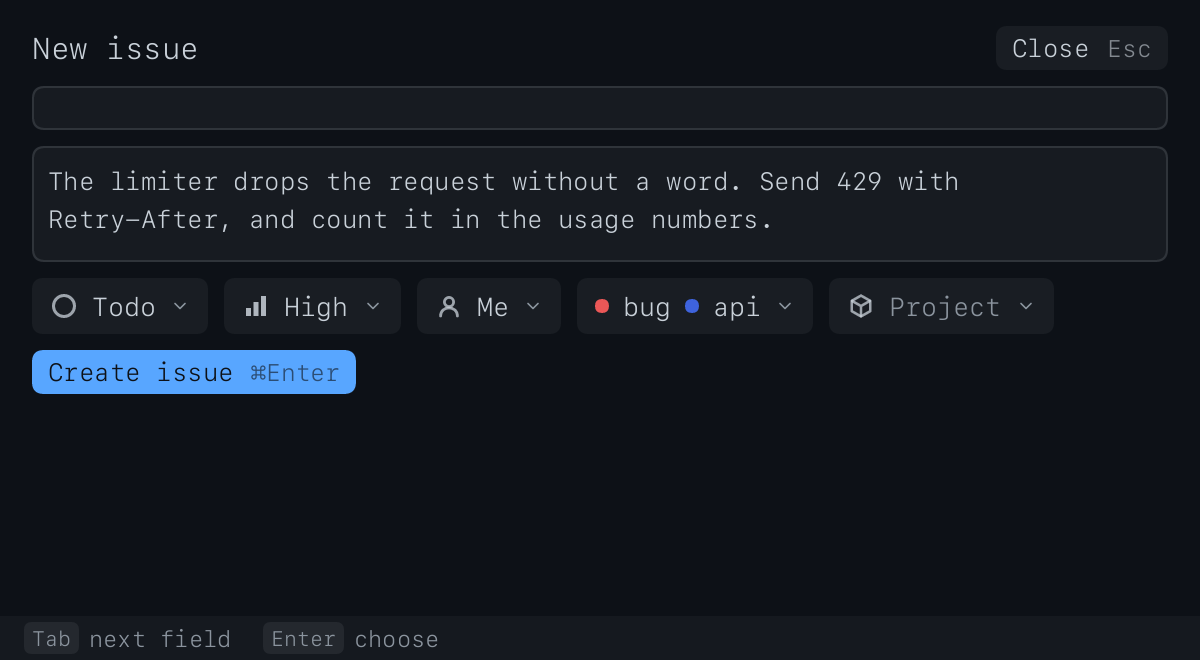 New issue
Close Esc
The limiter drops the request without a word. Send 429 with
Retry-After, and count it in the usage numbers.
Todo High Me bug api Project
Create issue ⌘Enter
Tab next field Enter choose